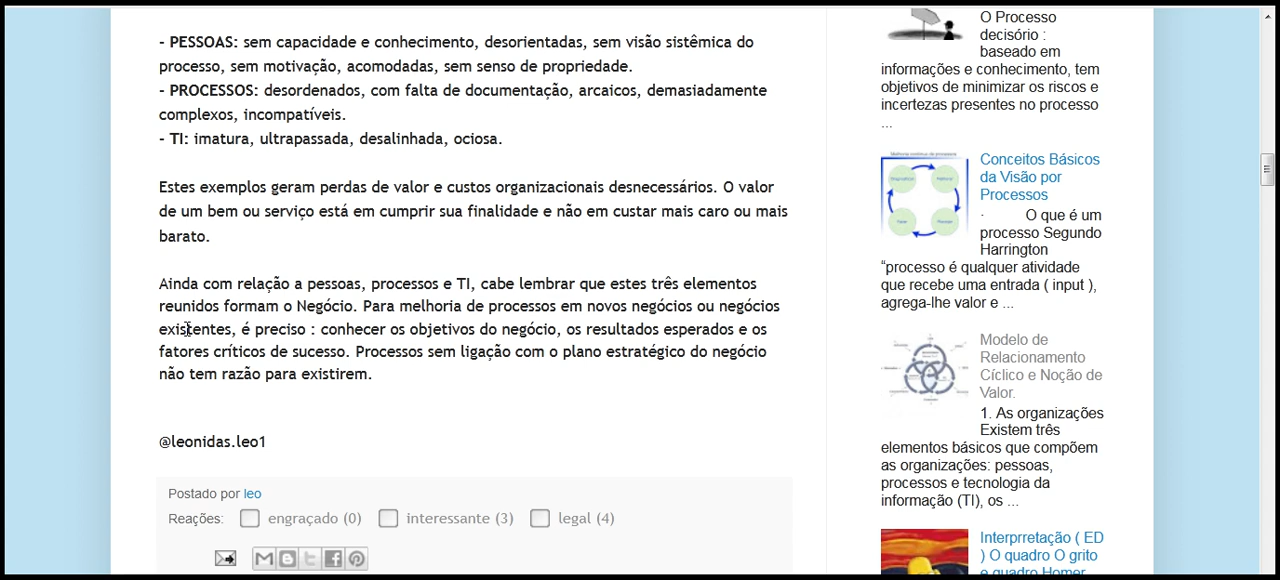 - PESSOAS: sem capacidade e conhecimento, desorientadas, sem visão sistêmica do
processo, sem motivação, acomodadas, sem senso de propriedade.
- PROCESSOS: desordenados, com falta de documentação, arcaicos, demasiadamente
complexos, incompatíveis.
- TI: imatura, ultrapassada, desalinhada, ociosa.
Estes exemplos geram perdas de valor e custos organizacionais desnecessários. O valor
de um bem ou serviço está em cumprir sua finalidade e não em custar mais caro ou mais
barato.
Ainda com relação a pessoas, processos e TI, cabe lembrar que estes três elementos
reunidos formam o Negócio. Para melhoria de processos em novos negócios ou negócios
existentes, é preciso : conhecer os objetivos do negócio, os resultados esperados e os
fatores críticos de sucesso. Processos sem ligação com o plano estratégico do negócio
não tem razão para existirem.
@leonidas.leo1
Postado por leo
Reações: engraçado (0) interessante (3) legal (4)
O Processo
decisório :
baseado em
informações e conhecimento, tem
objetivos de minimizar os riscos e
incertezas presentes no processo
...
Conceitos Básicos
da Visão por
Processos
· O que é um
processo Segundo
Harrington
“processo é qualquer atividade
que recebe uma entrada ( input ),
agrega-lhe valor e ...
Modelo de
Relacionamento
Cíclico e Noção de
Valor.
1. As organizações
Existem três
elementos básicos que compõem
as organizações: pessoas,
processos e tecnologia da
informação (TI), os ...
Interprretação ( ED
) O quadro O grito
e quadro Homer